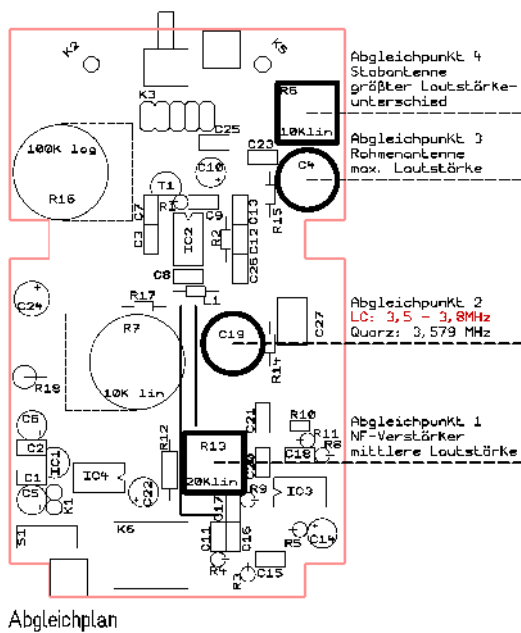 K2
K5
K3
Abgleichpunkt 4
Stabantenne
größter Lautstärke-
unterschied
R6
10Klin
C25
C23
100K log
Abgleichpunkt 3
Rahmenantenne
max. Lautstärke
C4
C10
T1
R16
R1
C9
C7
C13
R15
C3
IC2
R2
C12
C8
C26
L1
C24
R17
C27
Abgleichpunkt 2
LC: 3,5 - 3,8MHz
Quarz: 3,579 MHz
R7
C19
R14
10K lin
R18
C21
R10
Abgleichpunkt 1
NF-Verstärker
mittlere Lautstärke
C6
R12
R13
R11
C2
R8
IC1
C20
C18
C1
IC4
C22
20Klin
R9
IC3
C5
K1
C17
S1
K6
C11
C16
R5
C14
R4
R3
C15
Abgleichplan